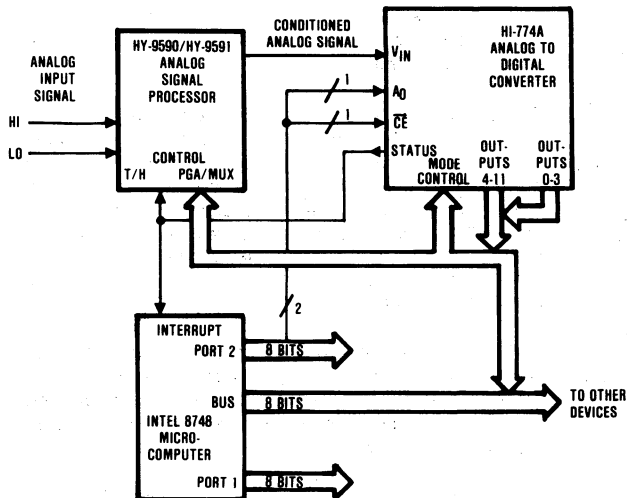 CONDITIONED
ANALOG SIGNAL
ANALOG
INPUT
SIGNAL
HI
LO
HY-9590/HY-9591
ANALOG
SIGNAL
PROCESSOR
CONTROL
T/H PGA/MUX
HI-774A
ANALOG TO
DIGITAL
CONVERTER
VIN
1
A0
1
CE
STATUS
MODE
CONTROL
OUT-
PUTS
4-11
OUT-
PUTS
0-3
2
INTERRUPT
PORT 2
8 BITS
BUS
8 BITS
INTEL 8748
MICRO-
COMPUTER
PORT 1
8 BITS
TO OTHER
DEVICES